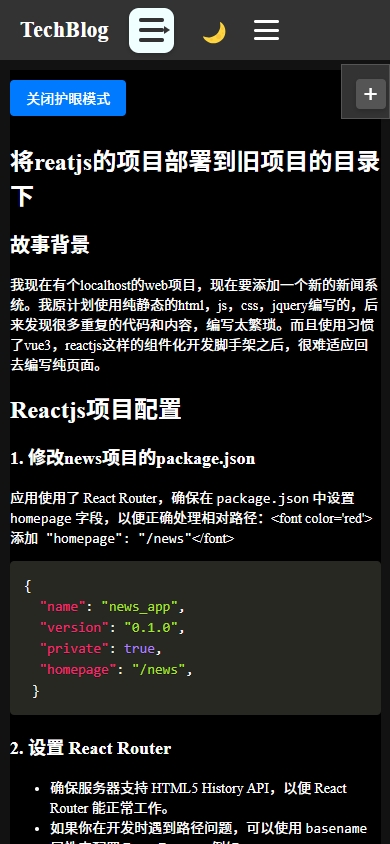 TechBlog
+
关闭护眼模式
将reatjs的项目部署到旧项目的目录
下
故事背景
我现在有个localhost的web项目，现在要添加一个新的新闻系
统。我原计划使用纯静态的html，js，css，jquery编写的，后
来发现很多重复的代码和内容，编写太繁琐。而且使用习惯
了vue3，reactjs这样的组件化开发脚手架之后，很难适应回
去编写纯页面。
Reactjs项目配置
1. 修改news项目的package.json
应用使用了 React Router，确保在 package.json 中设置
homepage 字段，以便正确处理相对路径：<font color='red'>
添加 "homepage": "/news"</font>
{
"name": "news_app",
"version": "0.1.0",
"private": true,
"homepage": "/news",
}
2. 设置 React Router
• 确保服务器支持 HTML5 History API，以便 React
Router 能正常工作。
• 如果你在开发时遇到路径问题，可以使用 basename